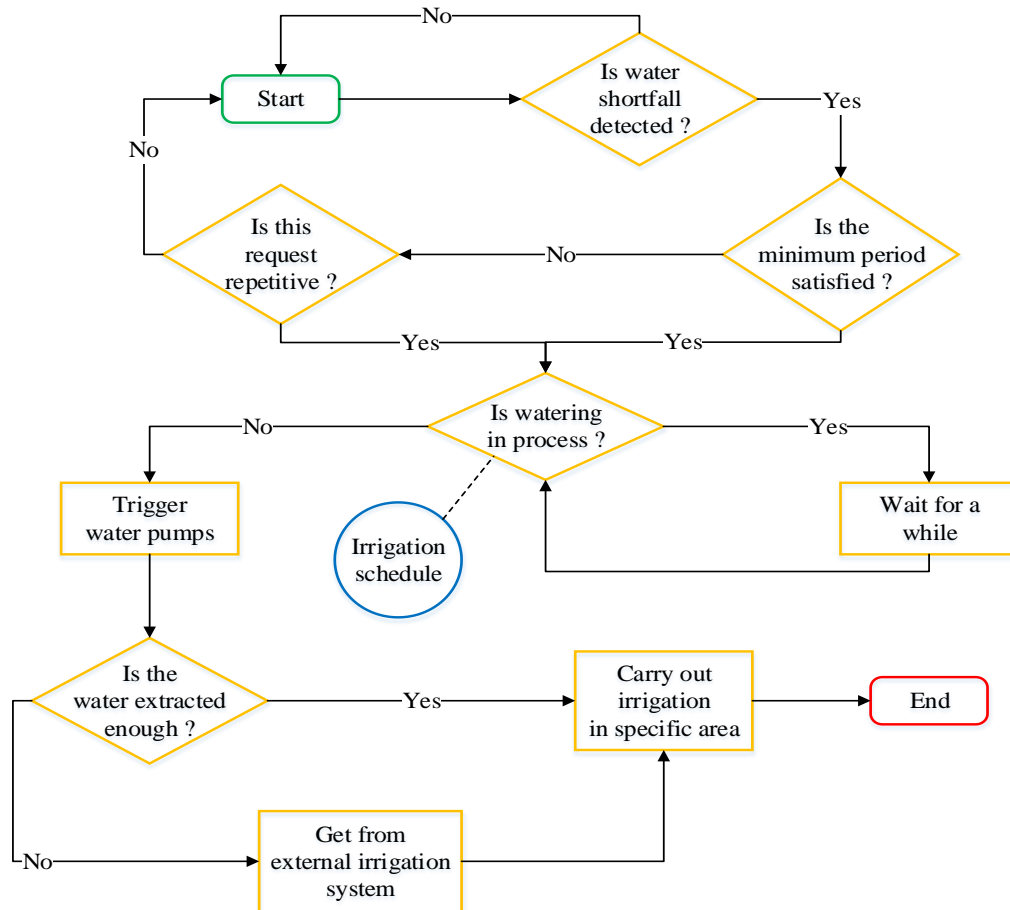 No
Start
Is water
shortfall
detected ?
Yes
No
Is this
request
repetitive ?
No
Is the
minimum period
satisfied ?
Yes
Yes
Is watering
in process ?
No
Yes
Trigger
water pumps
Wait for a
while
Irrigation
schedule
Is the
water extracted
enough ?
Yes
Carry out
irrigation
in specific area
End
No
Get from
external irrigation
system